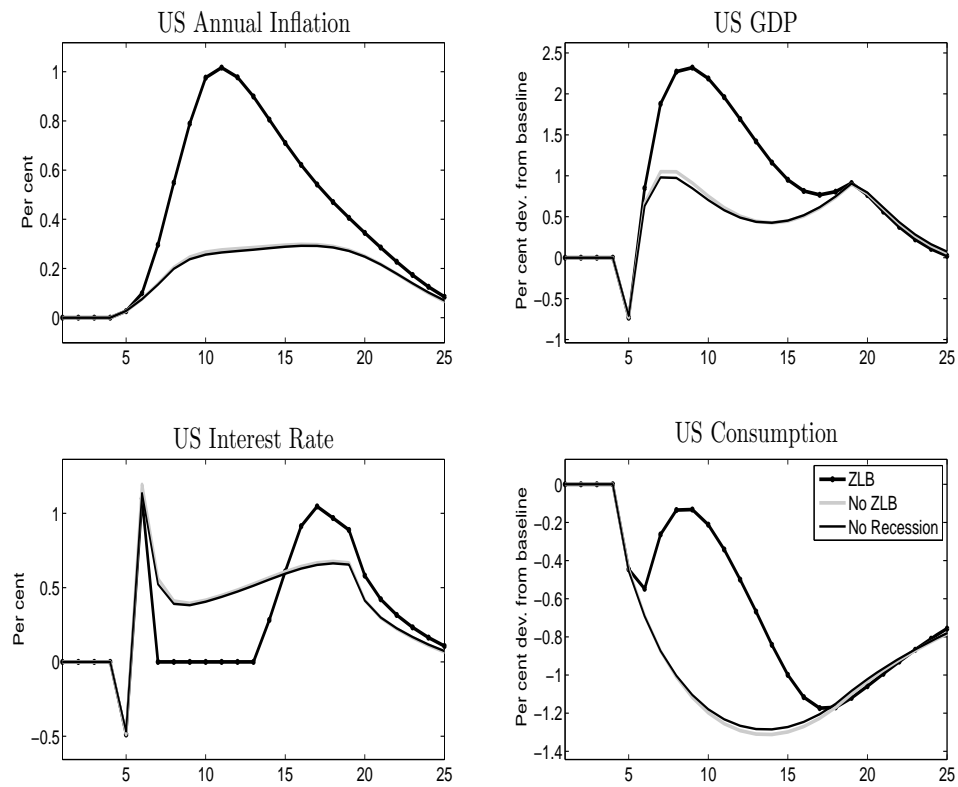 US Annual Inflation
Per cent
1
0.8
0.6
0.4
0.2
0
5 10 15 20 25
US GDP
Per cent dev. from baseline
2.5
2
1.5
1
0.5
0
−0.5
−1
5 10 15 20 25
US Interest Rate
Per cent
1
0.5
0
−0.5
5 10 15 20 25
US Consumption
Per cent dev. from baseline
0
−0.2
−0.4
−0.6
−0.8
−1
−1.2
−1.4
5 10 15 20 25
ZLB
No ZLB
No Recession